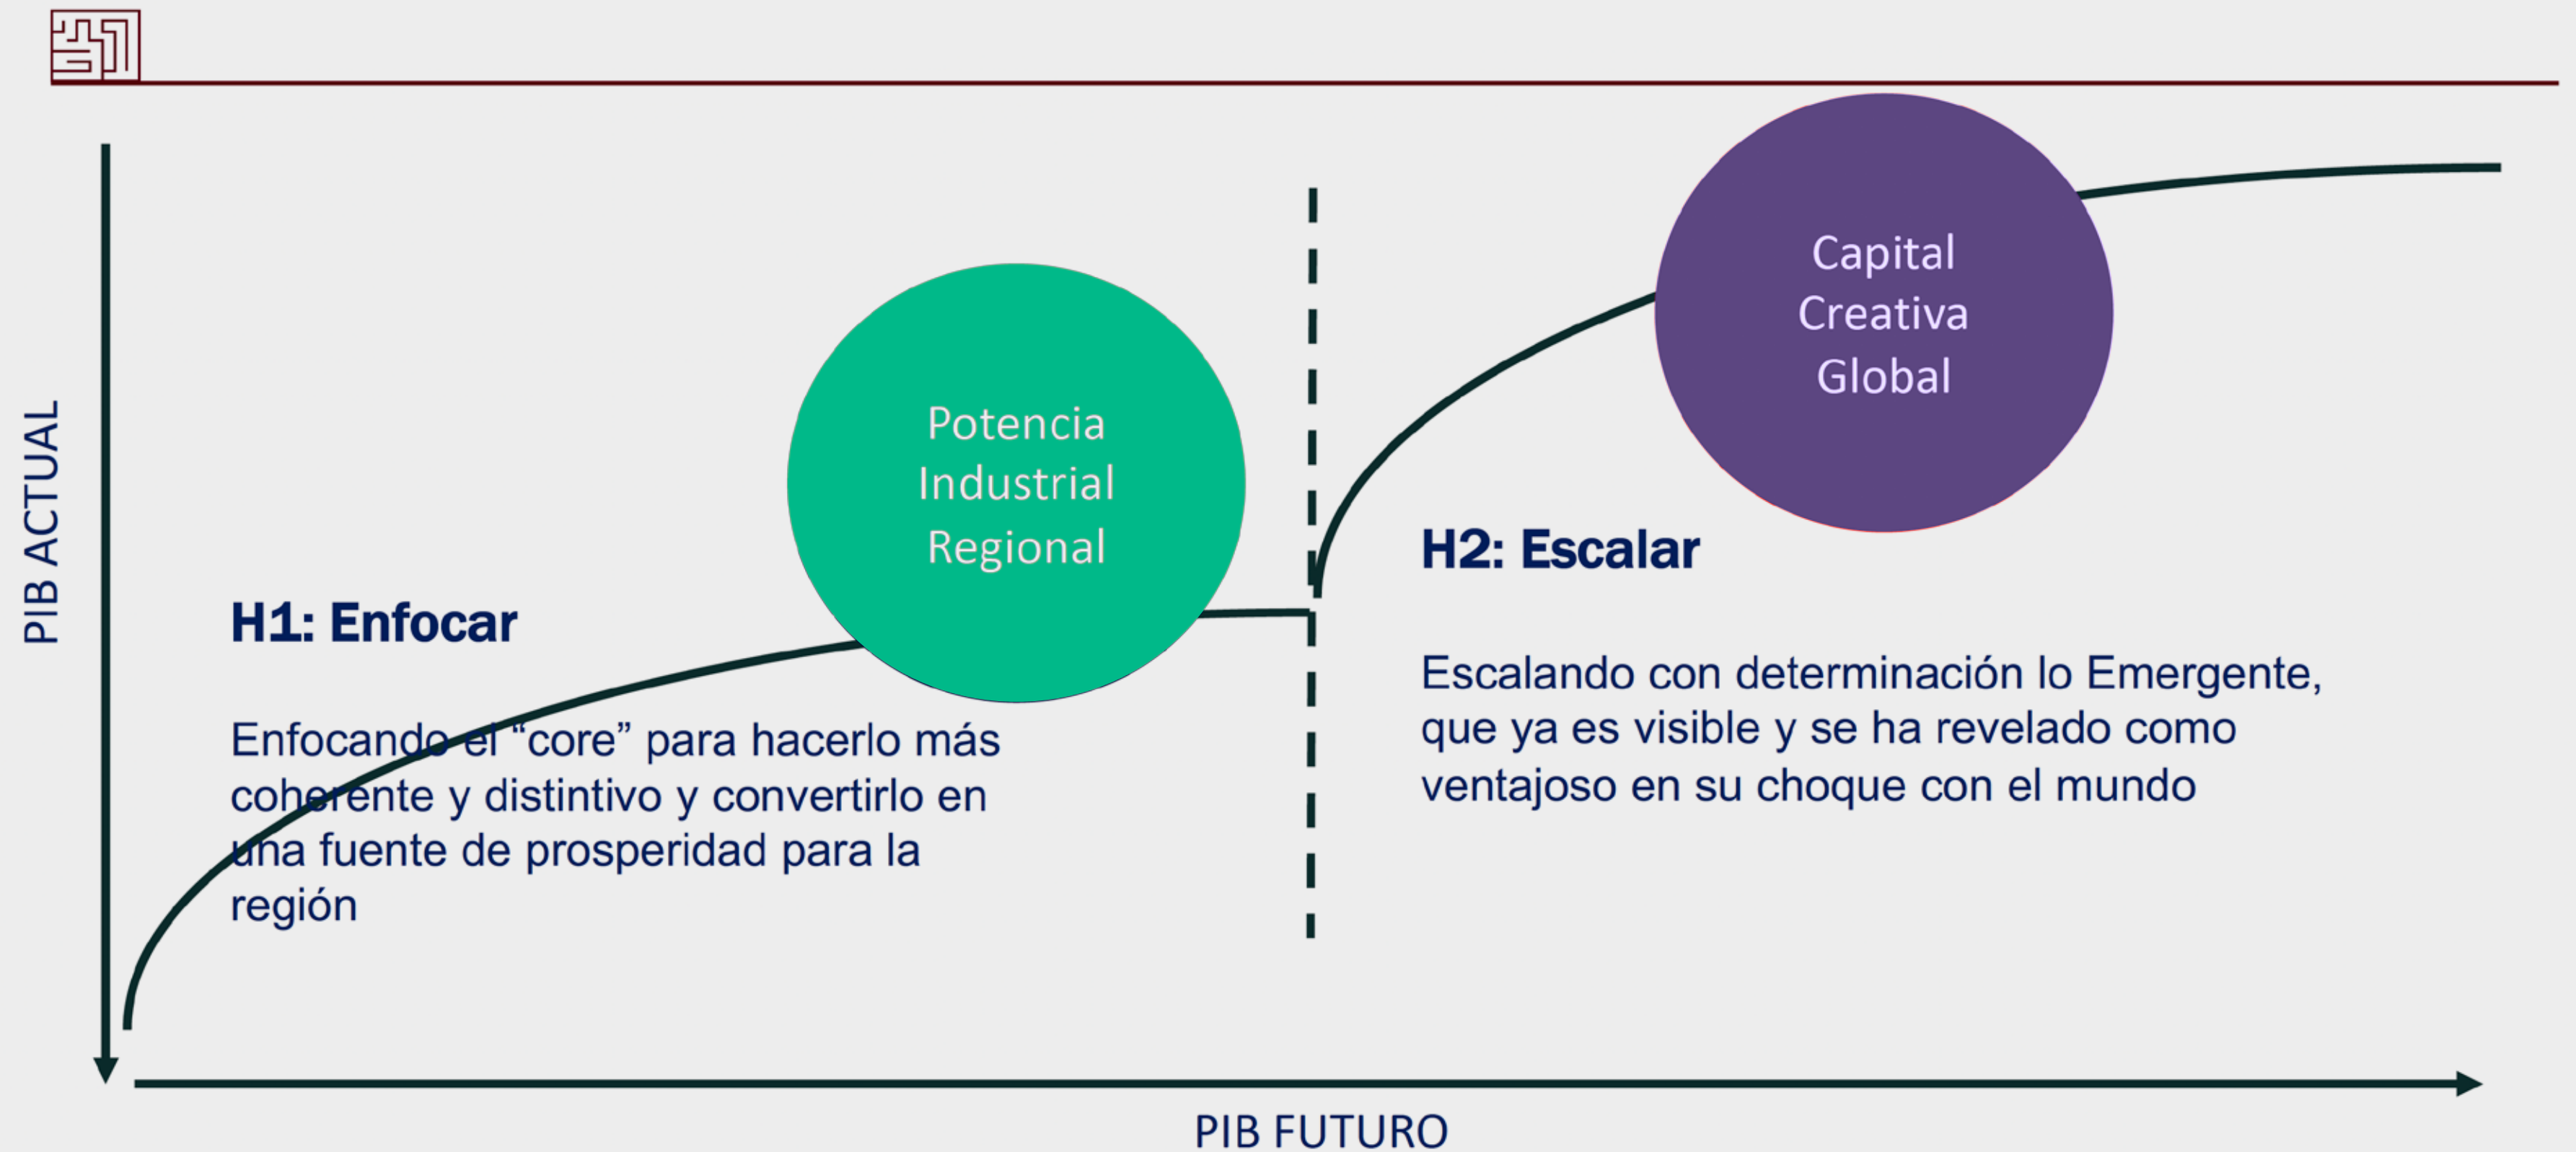 PIB ACTUAL
H1: Enfocar
Enfocando el “core” para hacerlo más
coherente y distintivo y convertirlo en
una fuente de prosperidad para la
región
Potencia
Industrial
Regional
Capital
Creativa
Global
H2: Escalar
Escalando con determinación lo Emergente,
que ya es visible y se ha revelado como
ventajoso en su choque con el mundo
PIB FUTURO